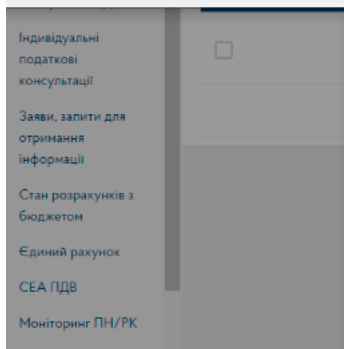 Індивідуальні
податкові
консультації
Заяви, запити для
отримання
інформації
Стан розрахунків з
бюджетом
Єдиний рахунок
СЕА ПДВ
Моніторинг ПН/РК